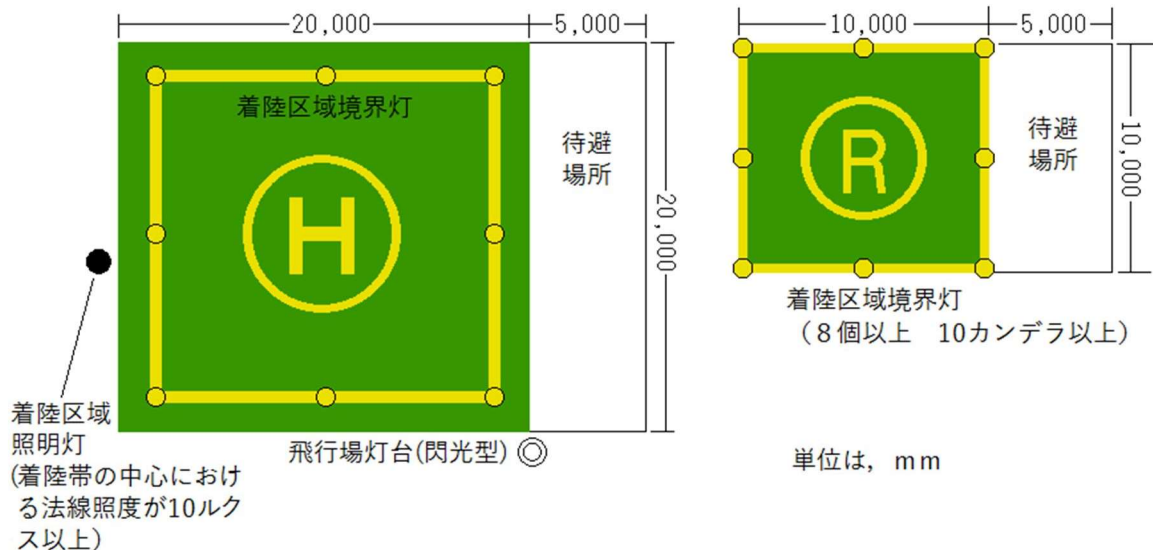 20,000
5,000
10,000
5,000
着陸区域境界灯
待避
場所
H
20,000
R
待避
場所
10,000
着陸区域境界灯
（８個以上　10カンデラ以上）
着陸区域
照明灯
(着陸帯の中心におけ
る法線照度が10ルク
ス以上）
飛行場灯台(閃光型)
単位は，ｍｍ